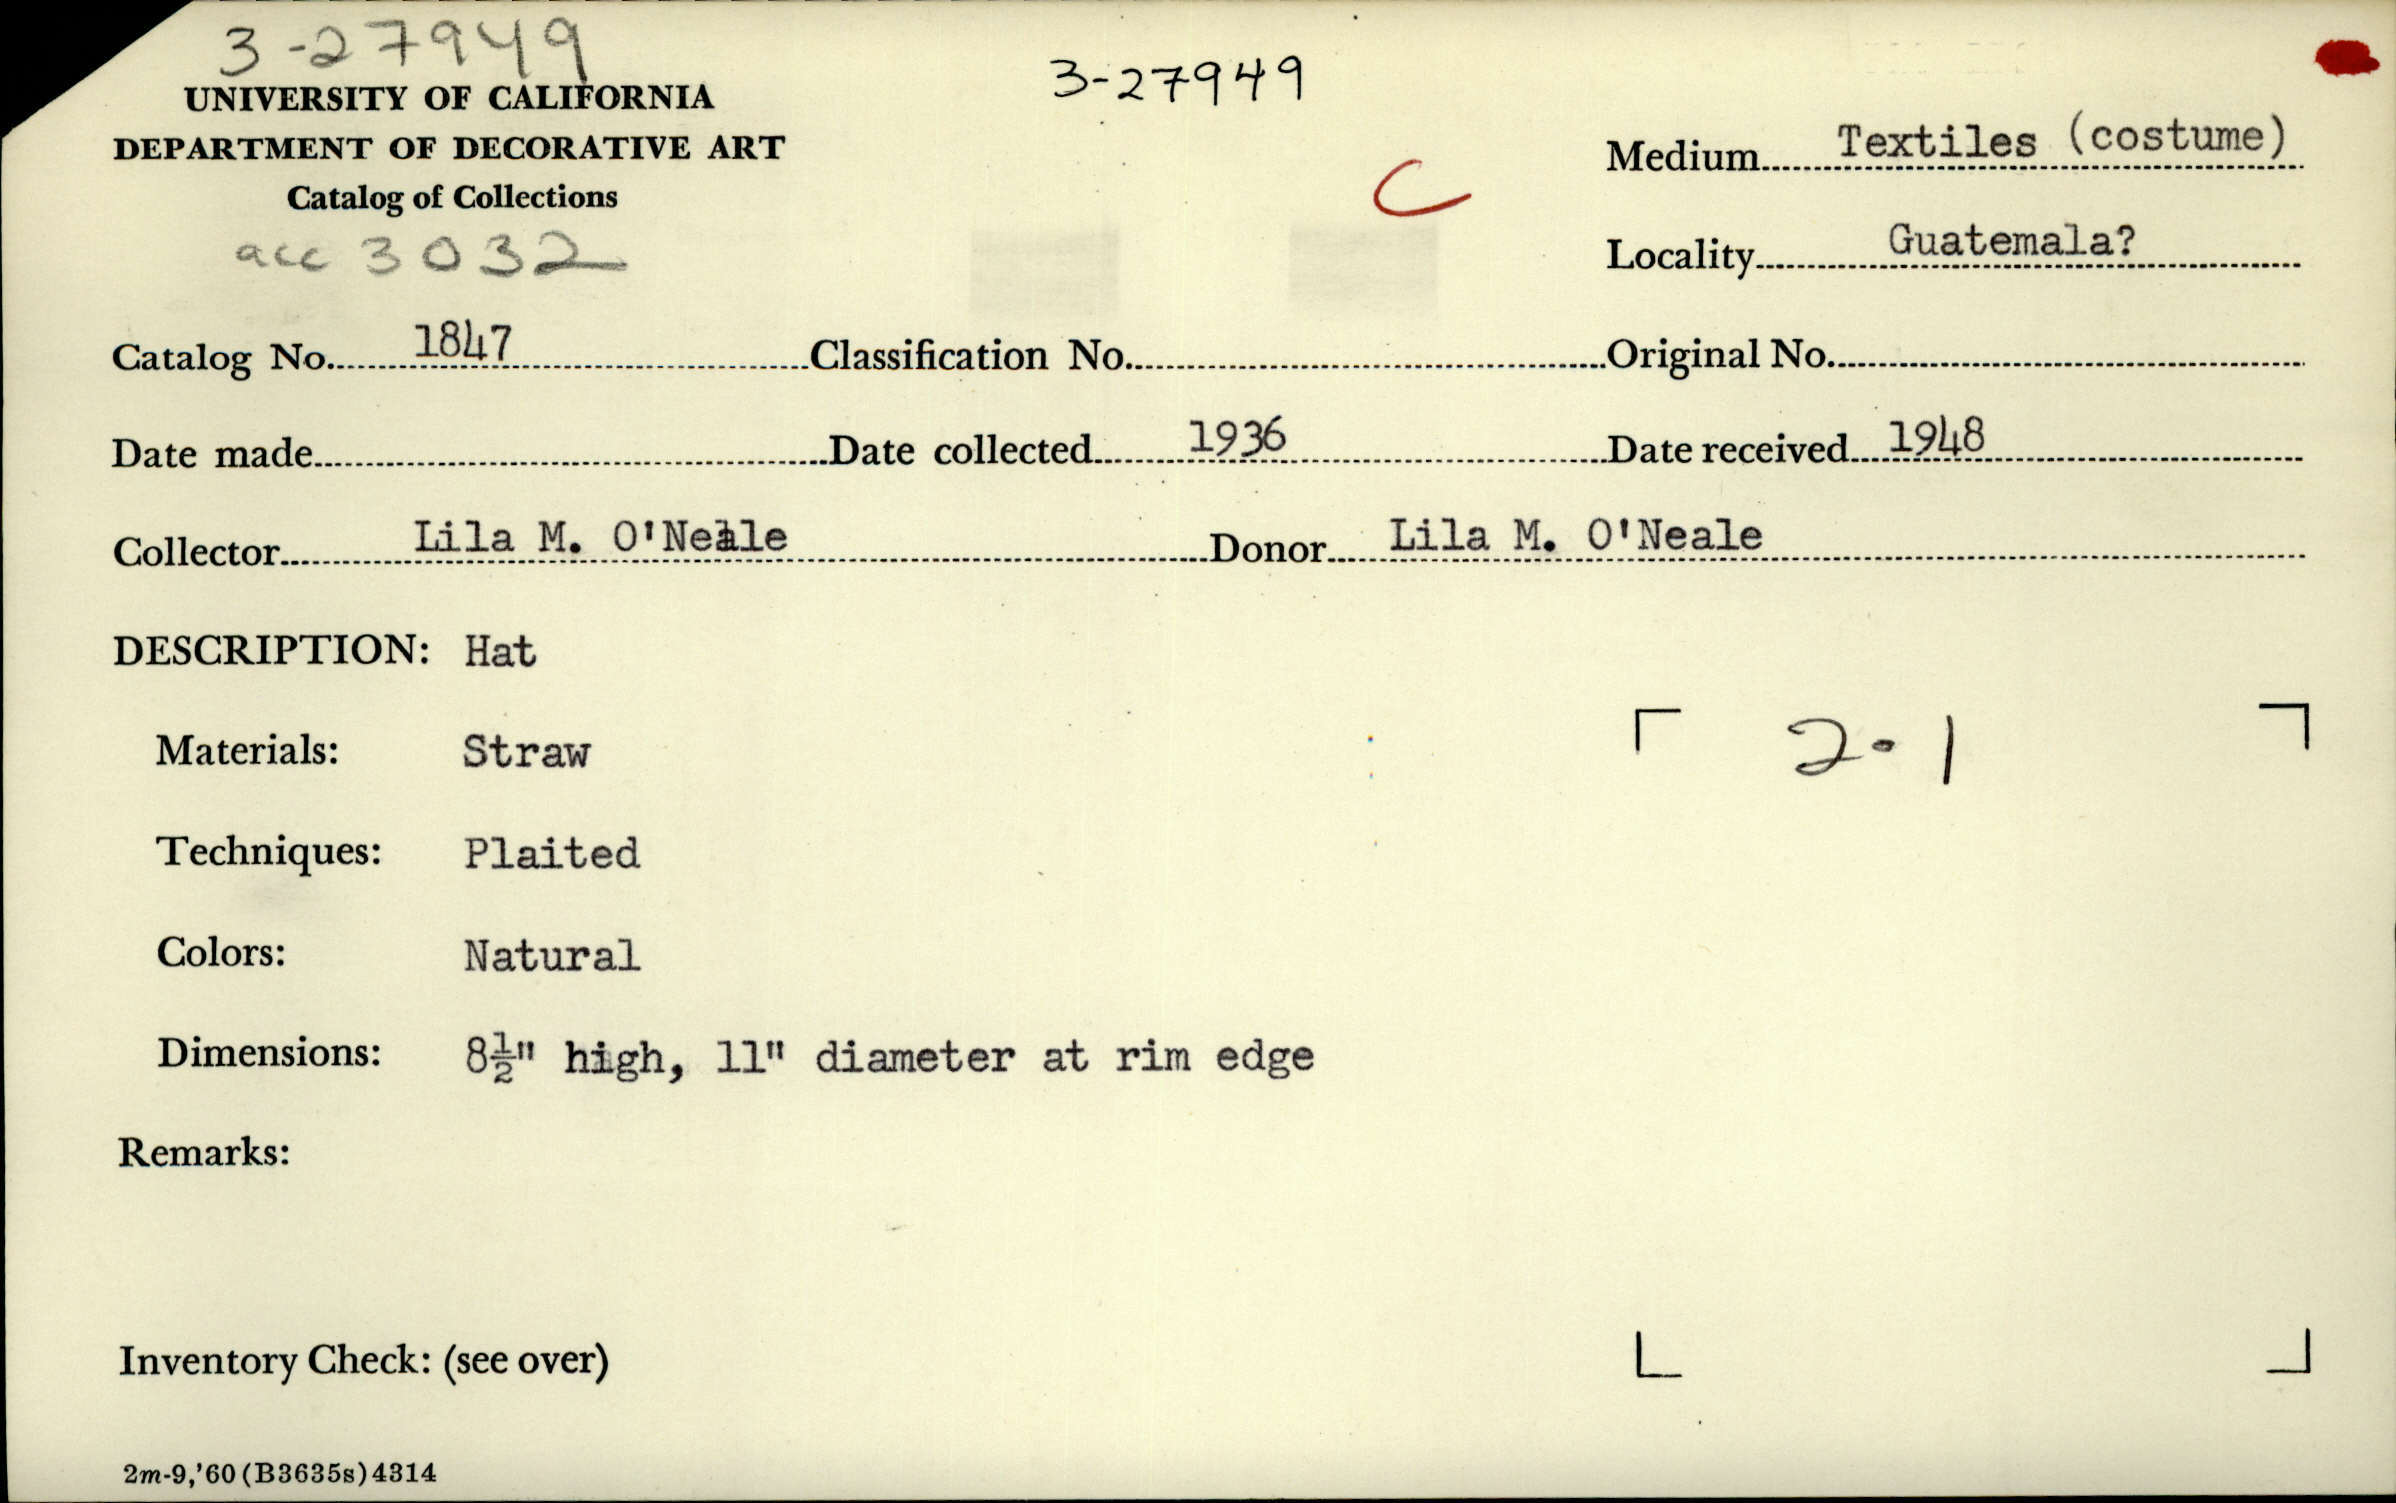 3-27949
UNIVERSITY OF CALIFORNIA
DEPARTMENT OF DECORATIVE ART
Catalog of Collections
acc 3032
3-27949
C
Medium Textiles (costume)
Locality Guatemala?
Catalog No. 1847 Classification No. Original No.
Date made Date collected 1936 Date received 1948
Collector Lila M. O'Neale Donor Lila M. O'Neale
DESCRIPTION: Hat
Materials: Straw
2-1
Techniques: Plaited
Colors: Natural
Dimensions: 8½" high, 11" diameter at rim edge
Remarks:
Inventory Check: (see over)
2m-9,'60(B3635s)4314